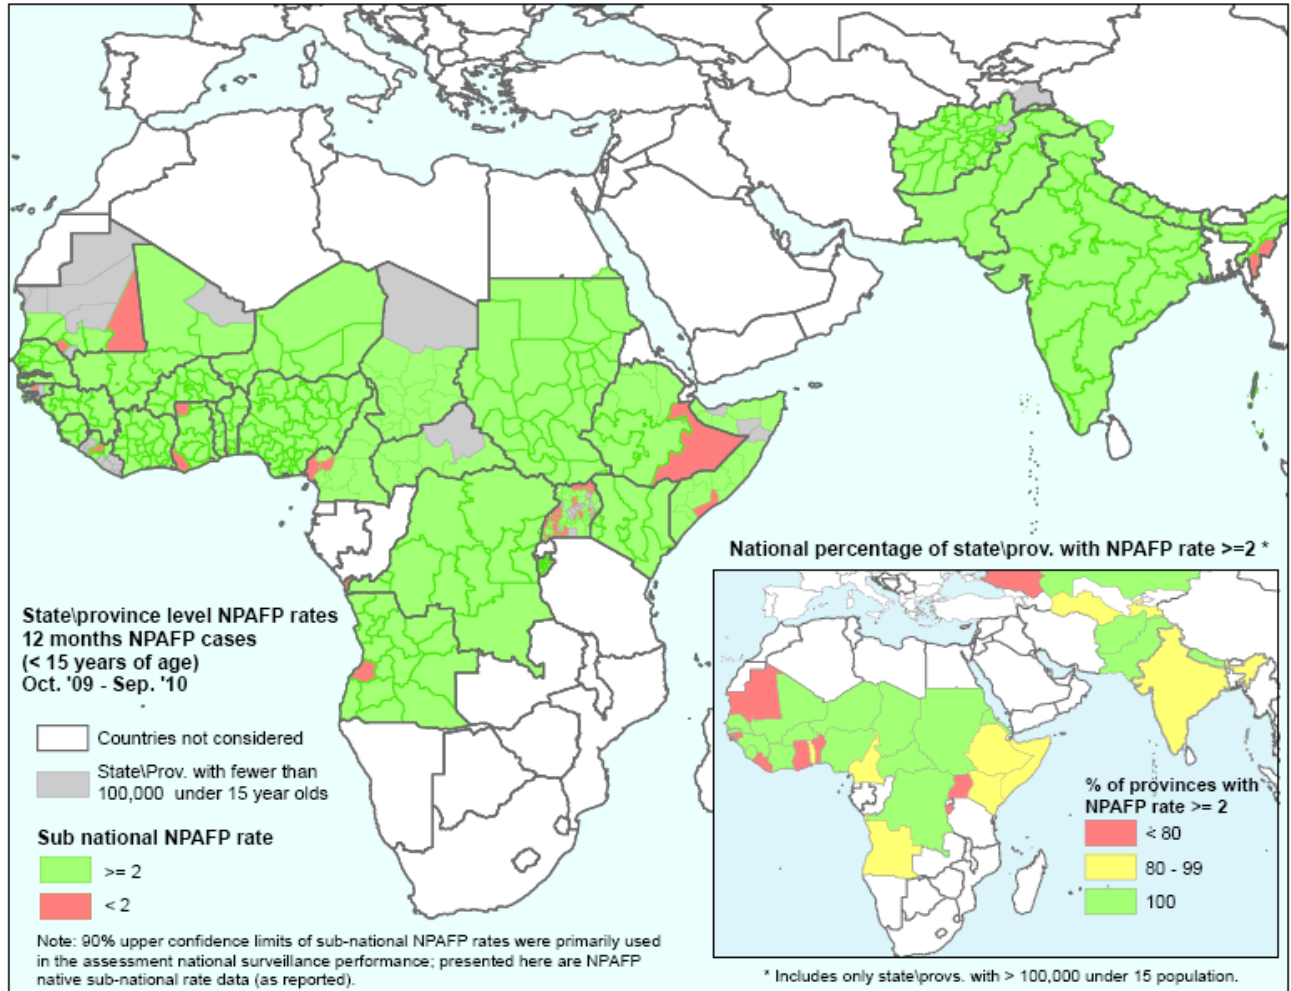 National percentage of state\prov. with NPAFP rate >=2 *
State\province level NPAFP rates
12 months NPAFP cases
(< 15 years of age)
Oct. '09 - Sep. '10
Countries not considered
State\Prov. with fewer than
100,000 under 15 year olds
Sub national NPAFP rate
>= 2
< 2
Note: 90% upper confidence limits of sub-national NPAFP rates were primarily used
in the assessment national surveillance performance; presented here are NPAFP
native sub-national rate data (as reported).
% of provinces with
NPAFP rate >= 2
< 80
80 - 99
100
* Includes only state\provs. with > 100,000 under 15 population.